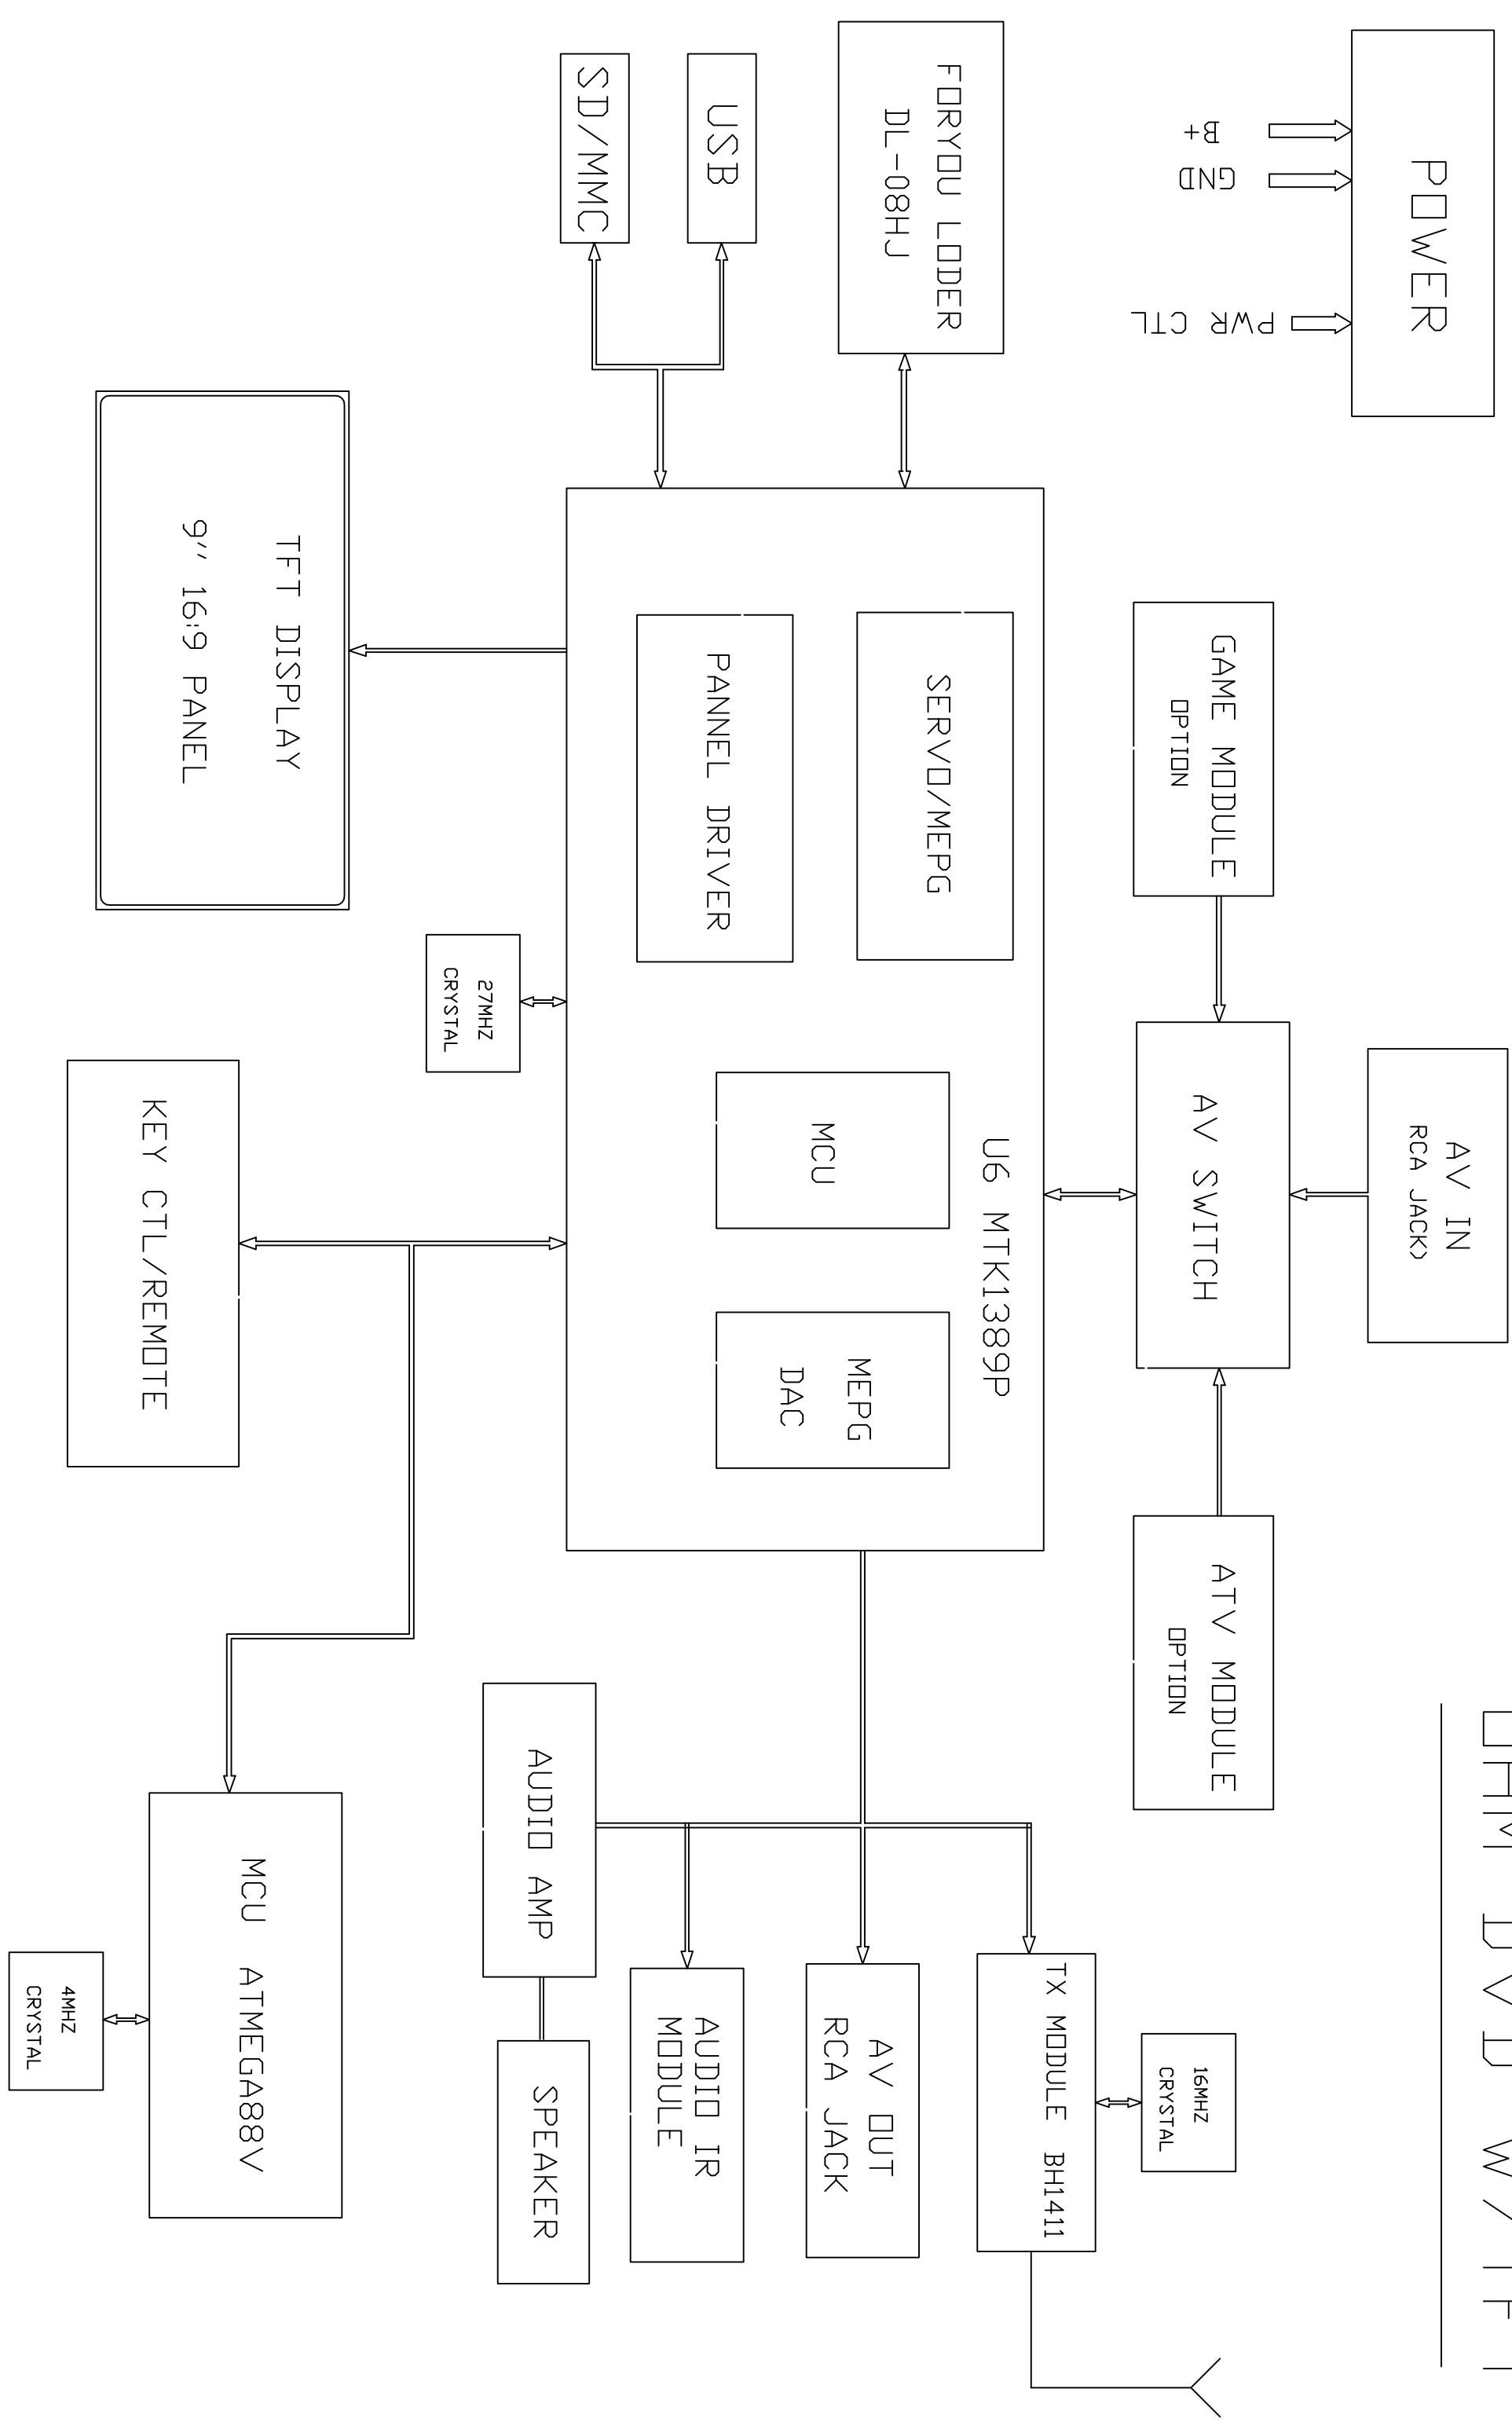 POWER
B+
GND
PWR CTL
FORYOU LODER
DL-08HJ
USB
SD/MMC
GAME MODULE
OPTION
AV IN
RCA JACK>
AV SWITCH
ATV MODULE
OPTION
U6 MTK1389P
SERVO/MEPG
PANNEL DRIVER
MCU
MEPG
DAC
TFT DISPLAY
9" 16:9 PANEL
27MHZ
CRYSTAL
KEY CTL/REMOTE
16MHZ
CRYSTAL
TX MODULE BH1411
AV OUT
RCA JACK
AUDIO IR
MODULE
AUDIO AMP
SPEAKER
MCU ATMEGA88V
4MHZ
CRYSTAL
DVD